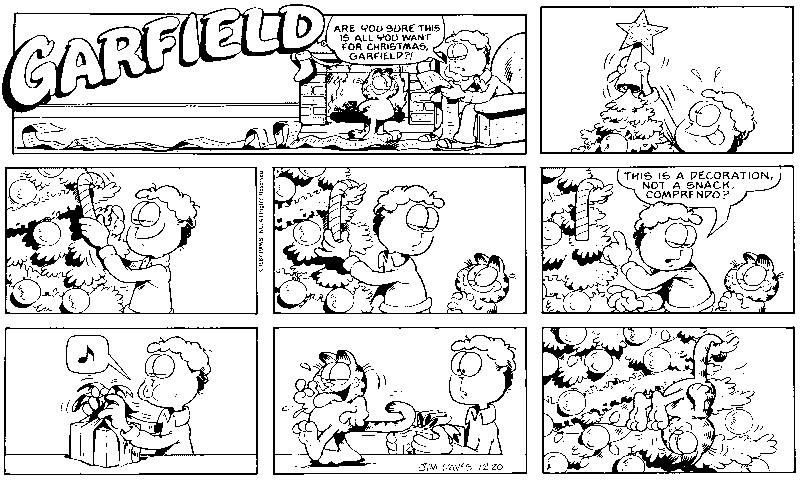 GARFIELD
ARE YOU SURE THIS
IS ALL YOU WANT
FOR CHRISTMAS,
GARFIELD?!
THIS IS A DECORATION,
NOT A SNACK.
COMPRENDO?
JIM DAVIS 12·20